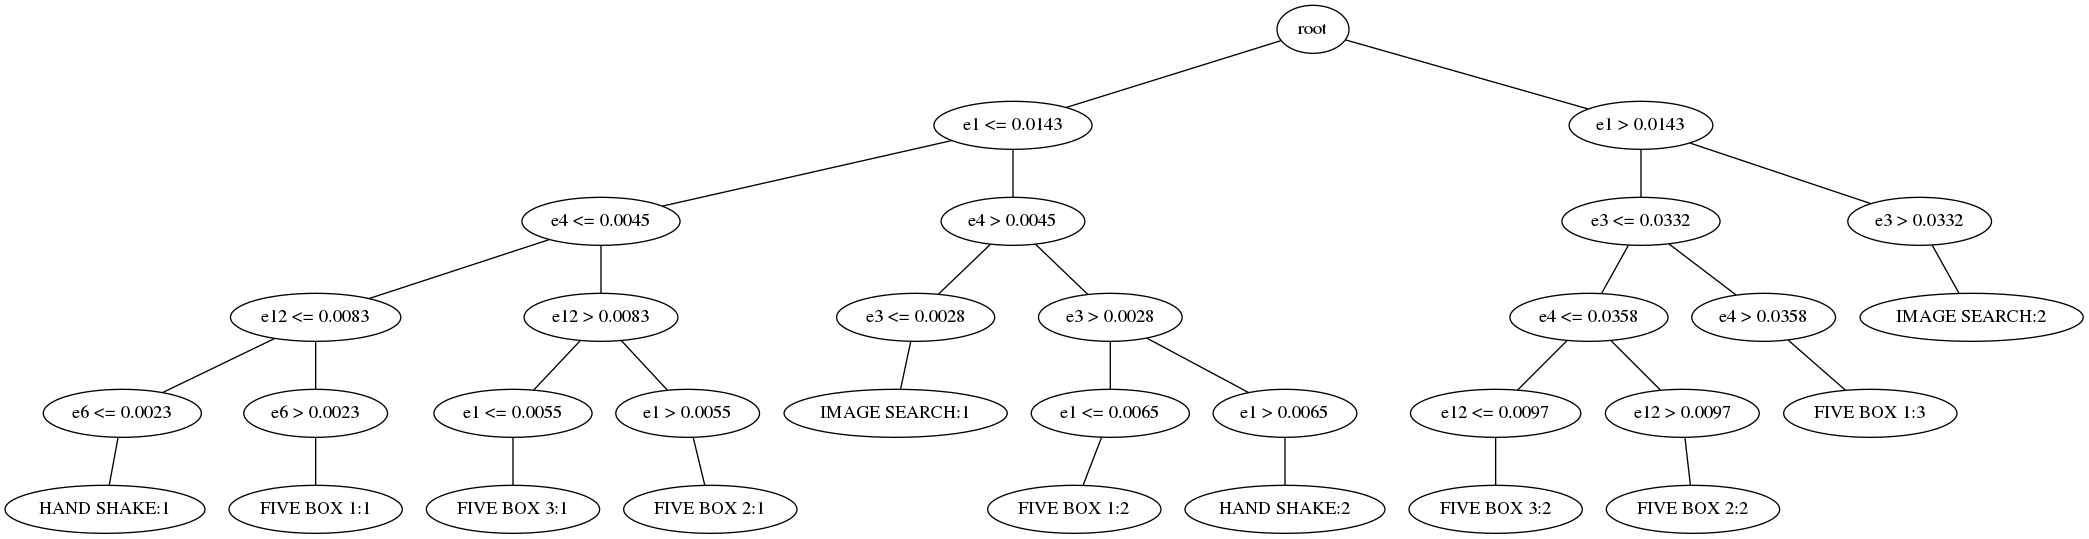 root
e1 <= 0.0143
e1 > 0.0143
e4 <= 0.0045
e4 > 0.0045
e3 <= 0.0332
e3 > 0.0332
e12 <= 0.0083
e12 > 0.0083
e3 <= 0.0028
e3 > 0.0028
e4 <= 0.0358
e4 > 0.0358
IMAGE SEARCH:2
e6 <= 0.0023
e6 > 0.0023
e1 <= 0.0055
e1 > 0.0055
IMAGE SEARCH:1
e1 <= 0.0065
e1 > 0.0065
e12 <= 0.0097
e12 > 0.0097
FIVE BOX 1:3
HAND SHAKE:1
FIVE BOX 1:1
FIVE BOX 3:1
FIVE BOX 2:1
FIVE BOX 1:2
HAND SHAKE:2
FIVE BOX 3:2
FIVE BOX 2:2